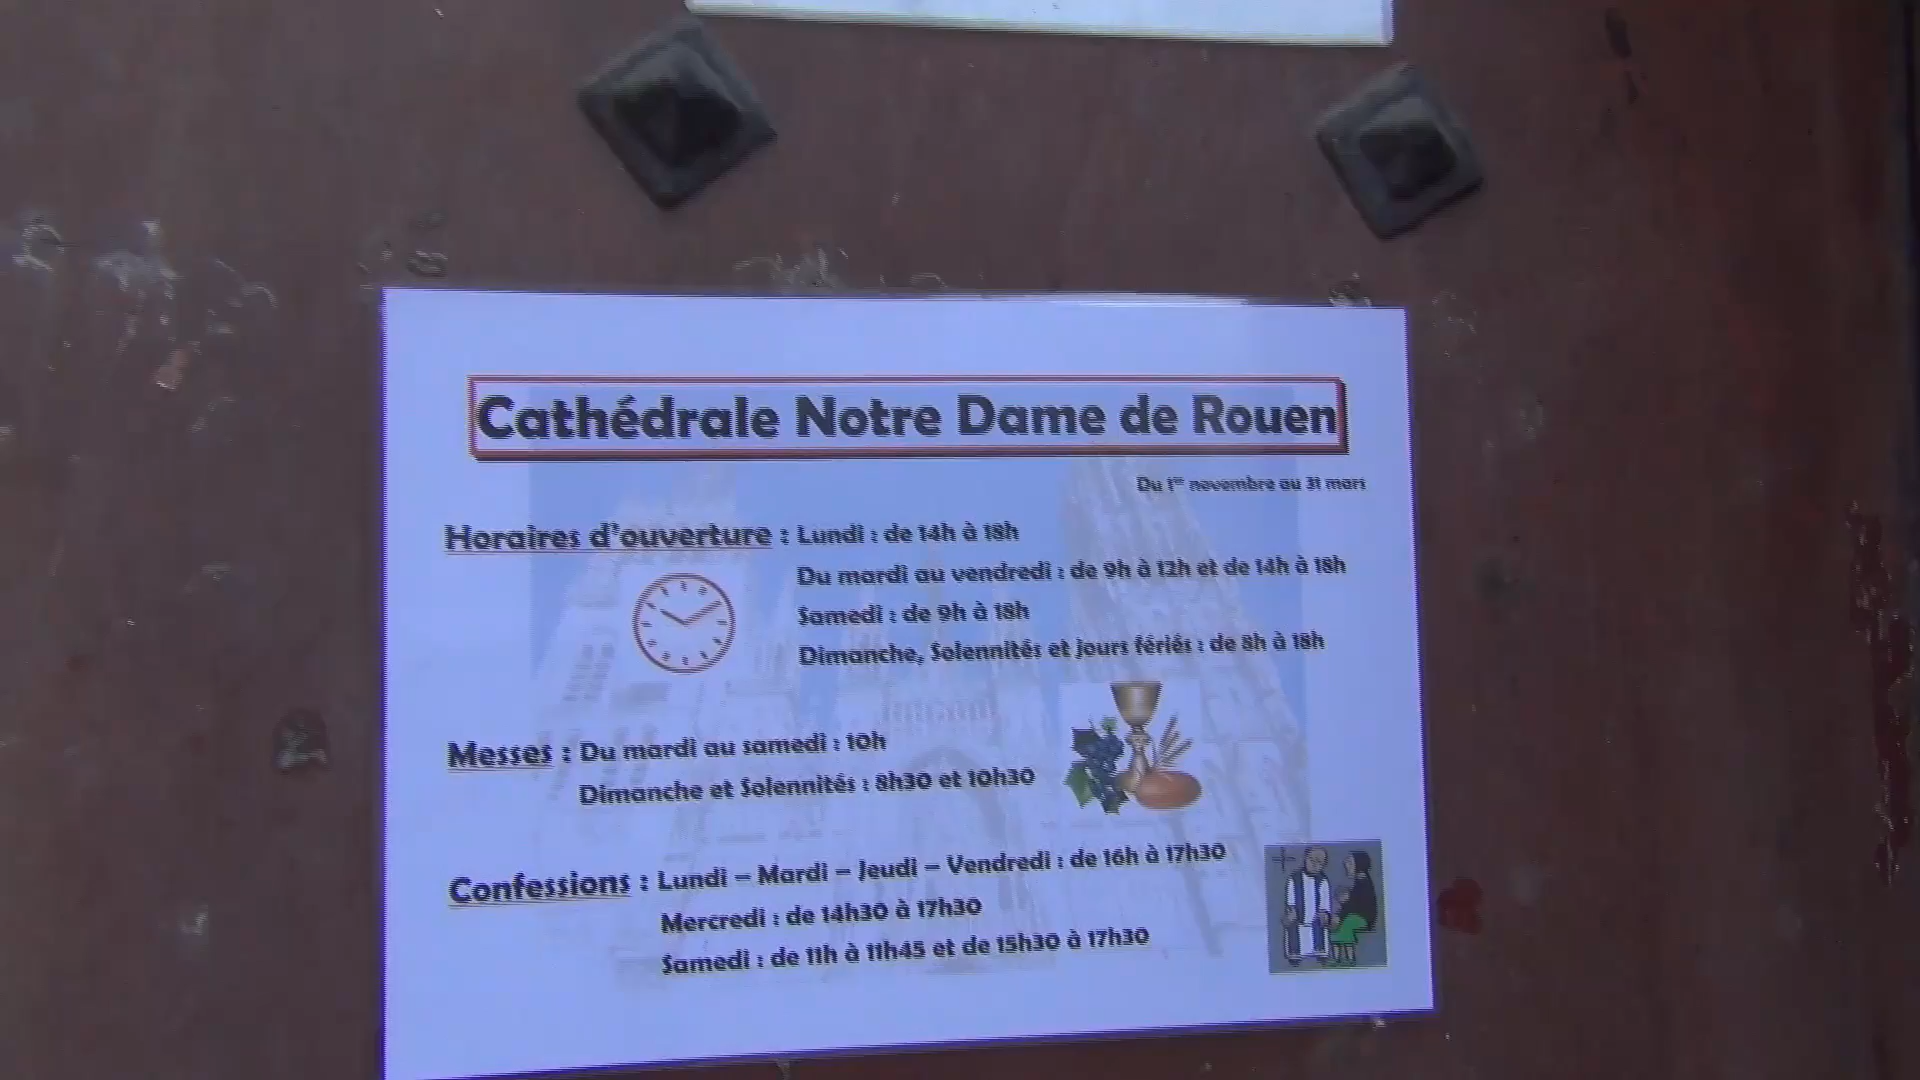 Cathédrale Notre Dame de Rouen
Du 1er novembre au 31 mars
Horaires d'ouverture : Lundi : de 14h à 18h
Du mardi au vendredi : de 9h à 12h et de 14h à 18h
Samedi : de 9h à 18h
Dimanche, Solennités et jours fériés : de 8h à 18h
Messes : Du mardi au samedi : 10h
Dimanche et Solennités : 8h30 et 10h30
Confessions : Lundi – Mardi – Jeudi – Vendredi : de 16h à 17h30
Mercredi : de 14h30 à 17h30
Samedi : de 11h à 11h45 et de 15h30 à 17h30